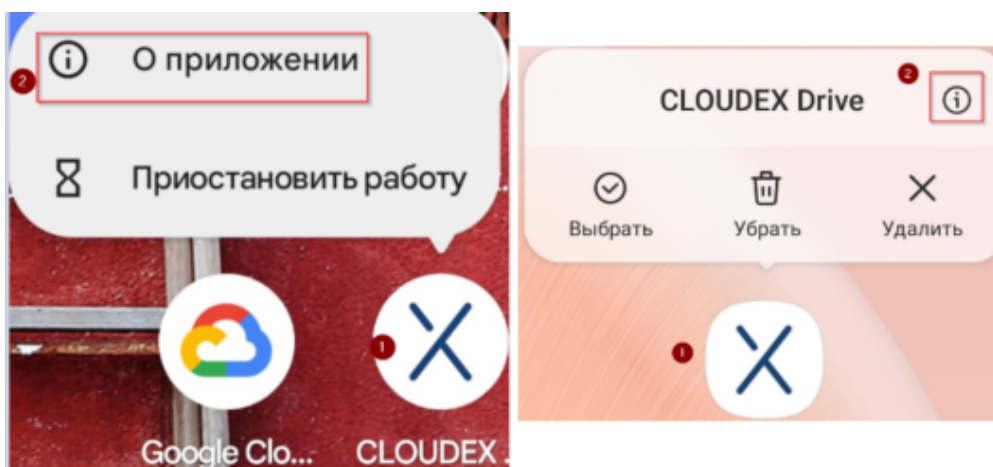 2
О приложении
Приостановить работу
1
Google Clo...
CLOUDEX .
2
CLOUDEX Drive
Выбрать
Убрать
Удалить
1